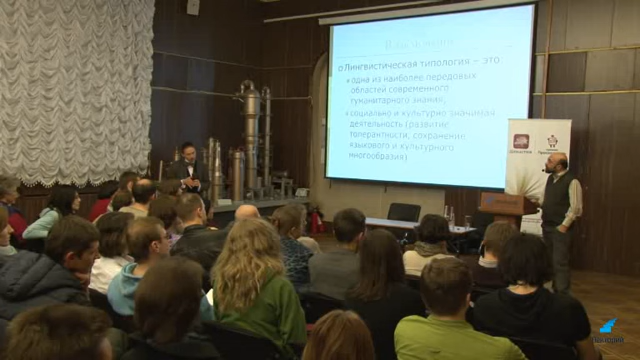 Лингвистическая типология – это
одна из наиболее передовых
областей современного
гуманитарного знания;
социально и культурно значимая
деятельность (развитие
толерантности, сохранение
языкового и культурного
многообразия)